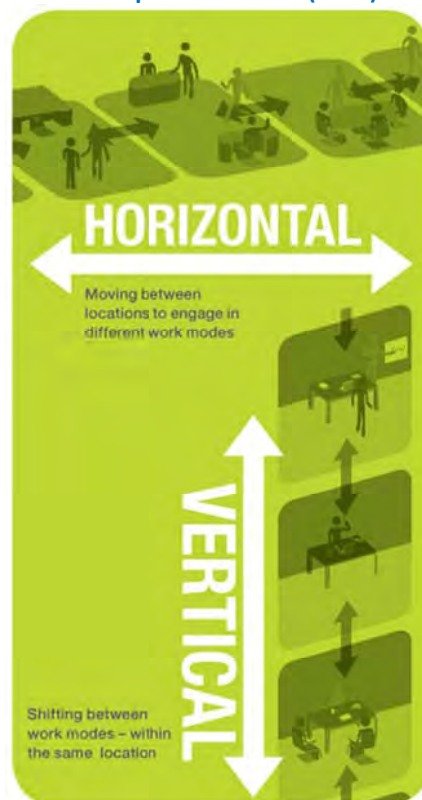 HORIZONTAL
Moving between
locations to engage in
different work modes
VERTICAL
Shifting between
work modes – within
the same location